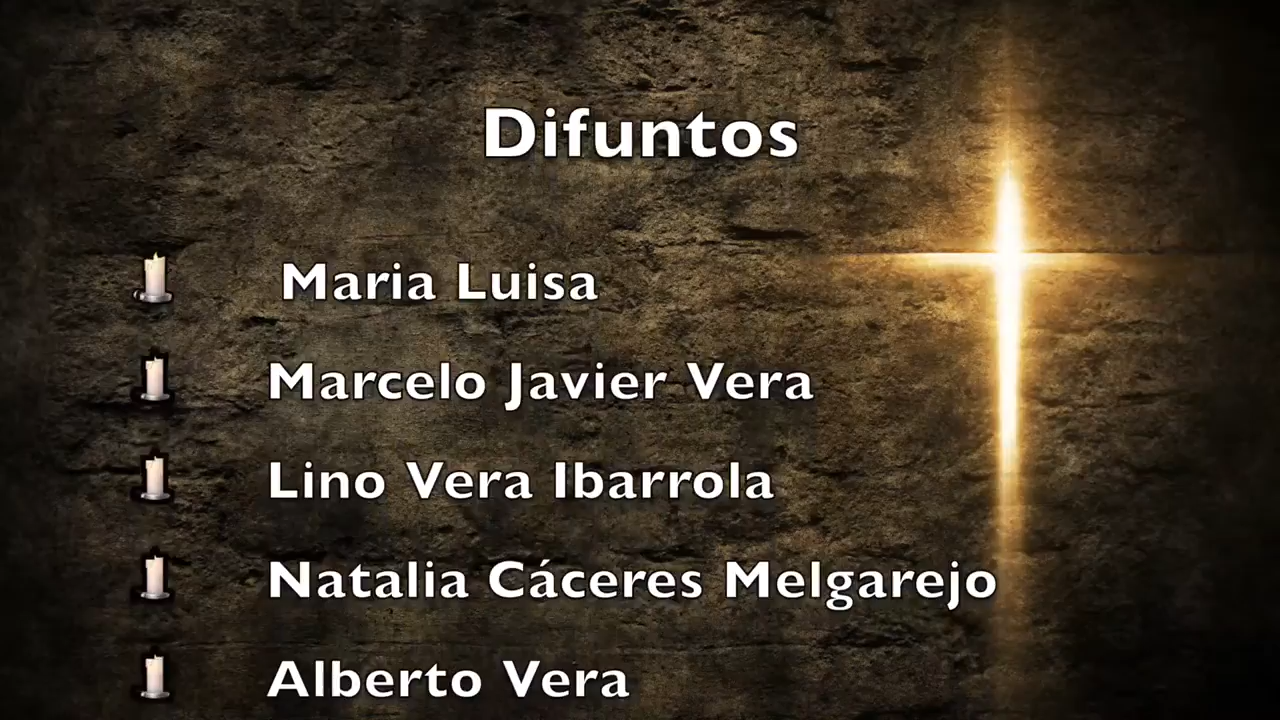 Difuntos
Maria Luisa
Marcelo Javier Vera
Lino Vera Ibarrola
Natalia Cáceres Melgarejo
Alberto Vera